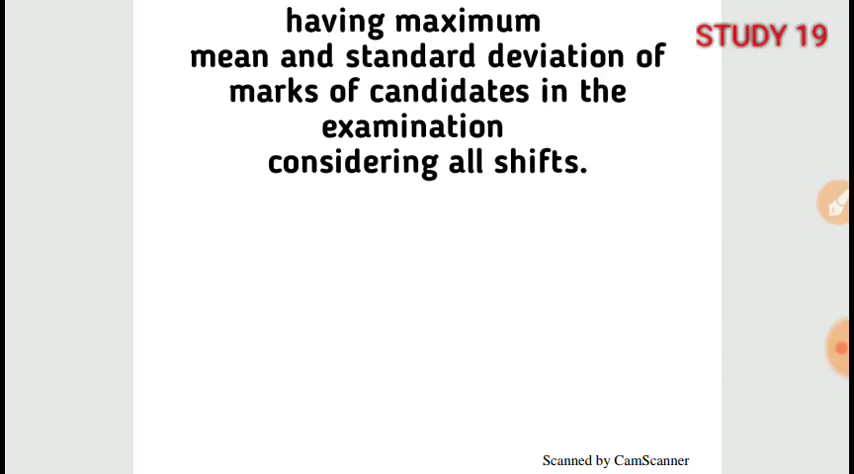 having maximum
STUDY 19
mean and standard deviation of
marks of candidates in the
examination
considering all shifts.
Scanned by CamScanner